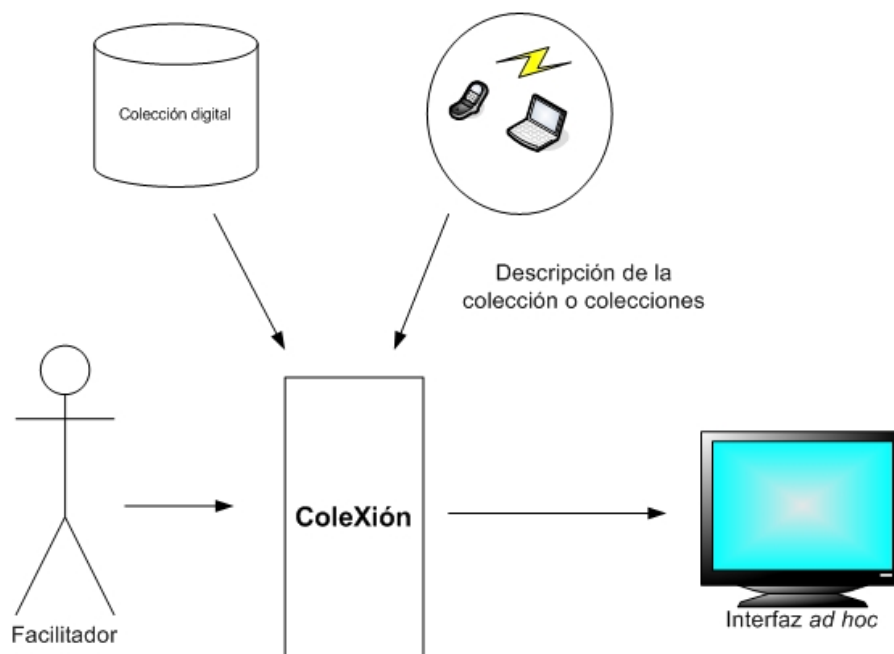 Colección digital
Descripción de la
colección o colecciones
ColeXión
Facilitador
Interfaz ad hoc